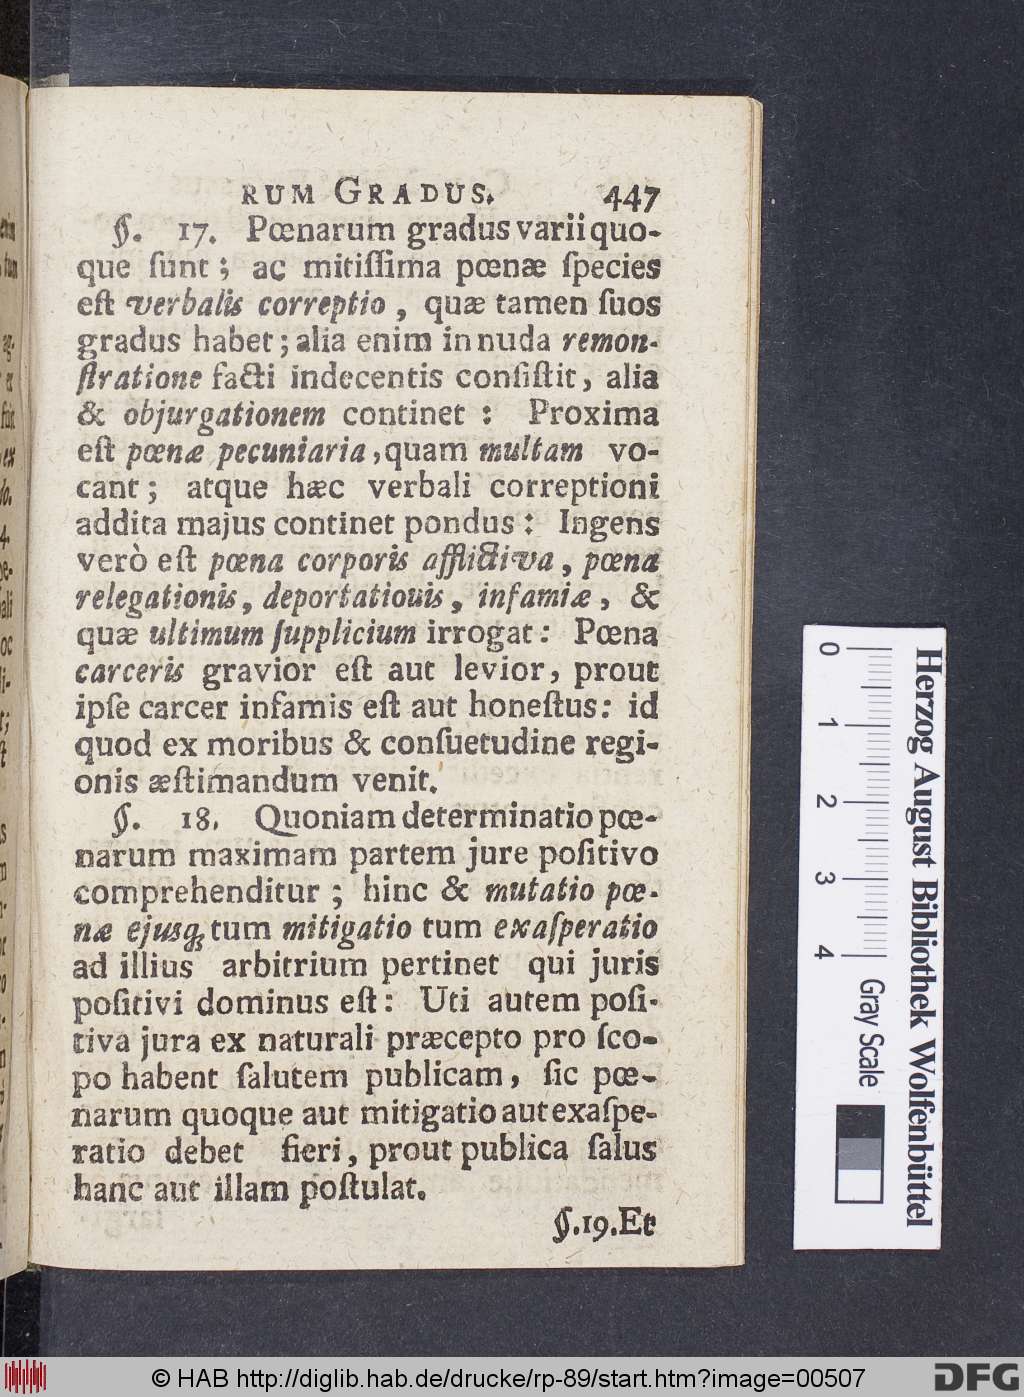 RUM GRADUS. 447
§. 17. Pœnarum gradus varii quo-
que ſunt; ac mitiſſima pœnæ ſpecies
eſt verbalis correptio, quæ tamen ſuos
gradus habet; alia enim in nuda remon-
ſtratione facti indecentis conſiſtit, alia
& objurgationem continet: Proxima
eſt pœnæ pecuniaria, quam multam vo-
cant; atque hæc verbali correptioni
addita majus continet pondus: Ingens
verò eſt pœna corporis afflictiva, pœna
relegationis, deportatiouis, infamiæ, &
quæ ultimum ſupplicium irrogat: Pœna
carceris gravior eſt aut levior, prout
ipſe carcer infamis eſt aut honeſtus: id
quod ex moribus & conſuetudine regi-
onis æſtimandum venit.
§. 18. Quoniam determinatio pœ-
narum maximam partem jure poſitivo
comprehenditur; hinc & mutatio pœ-
næ ejusq; tum mitigatio tum exaſperatio
ad illius arbitrium pertinet qui juris
poſitivi dominus eſt: Uti autem poſi-
tiva jura ex naturali præcepto pro ſco-
po habent ſalutem publicam, ſic pœ-
narum quoque aut mitigatio aut exaſpe-
ratio debet fieri, prout publica ſalus
hanc aut illam poſtulat.
§. 19. Et
Herzog August Bibliothek Wolfenbüttel
0 1 2 3 4
Gray Scale
© HAB http://diglib.hab.de/drucke/rp-89/start.htm?image=00507
DFG